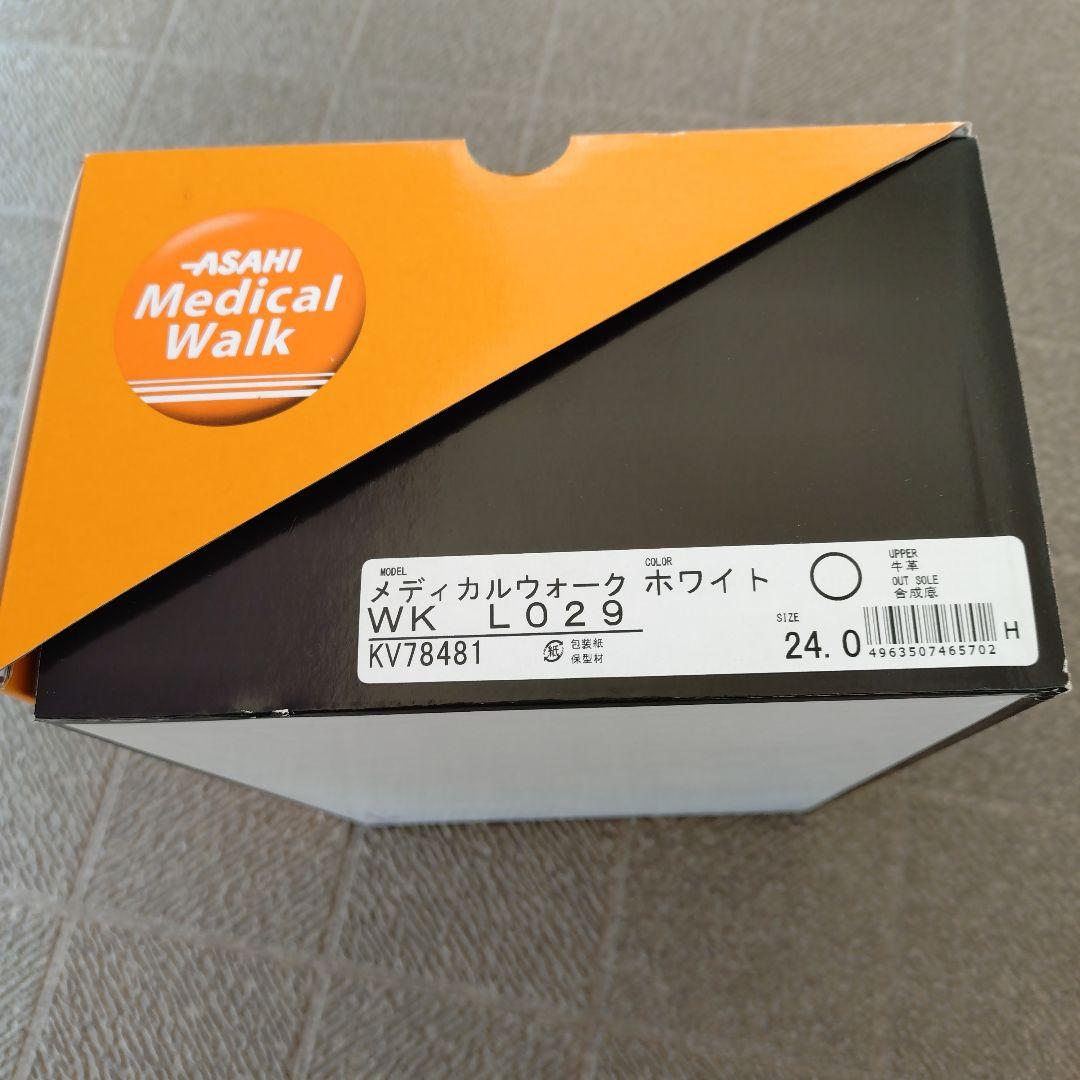 ASAHI
Medical
Walk
MODEL
メディカルウォーク
WK L029
KV78481
COLOR
ホワイト
紙
包装紙
保型材
SIZE
24.0
UPPER
牛革
OUT SOLE
合成底
4963507465702
H